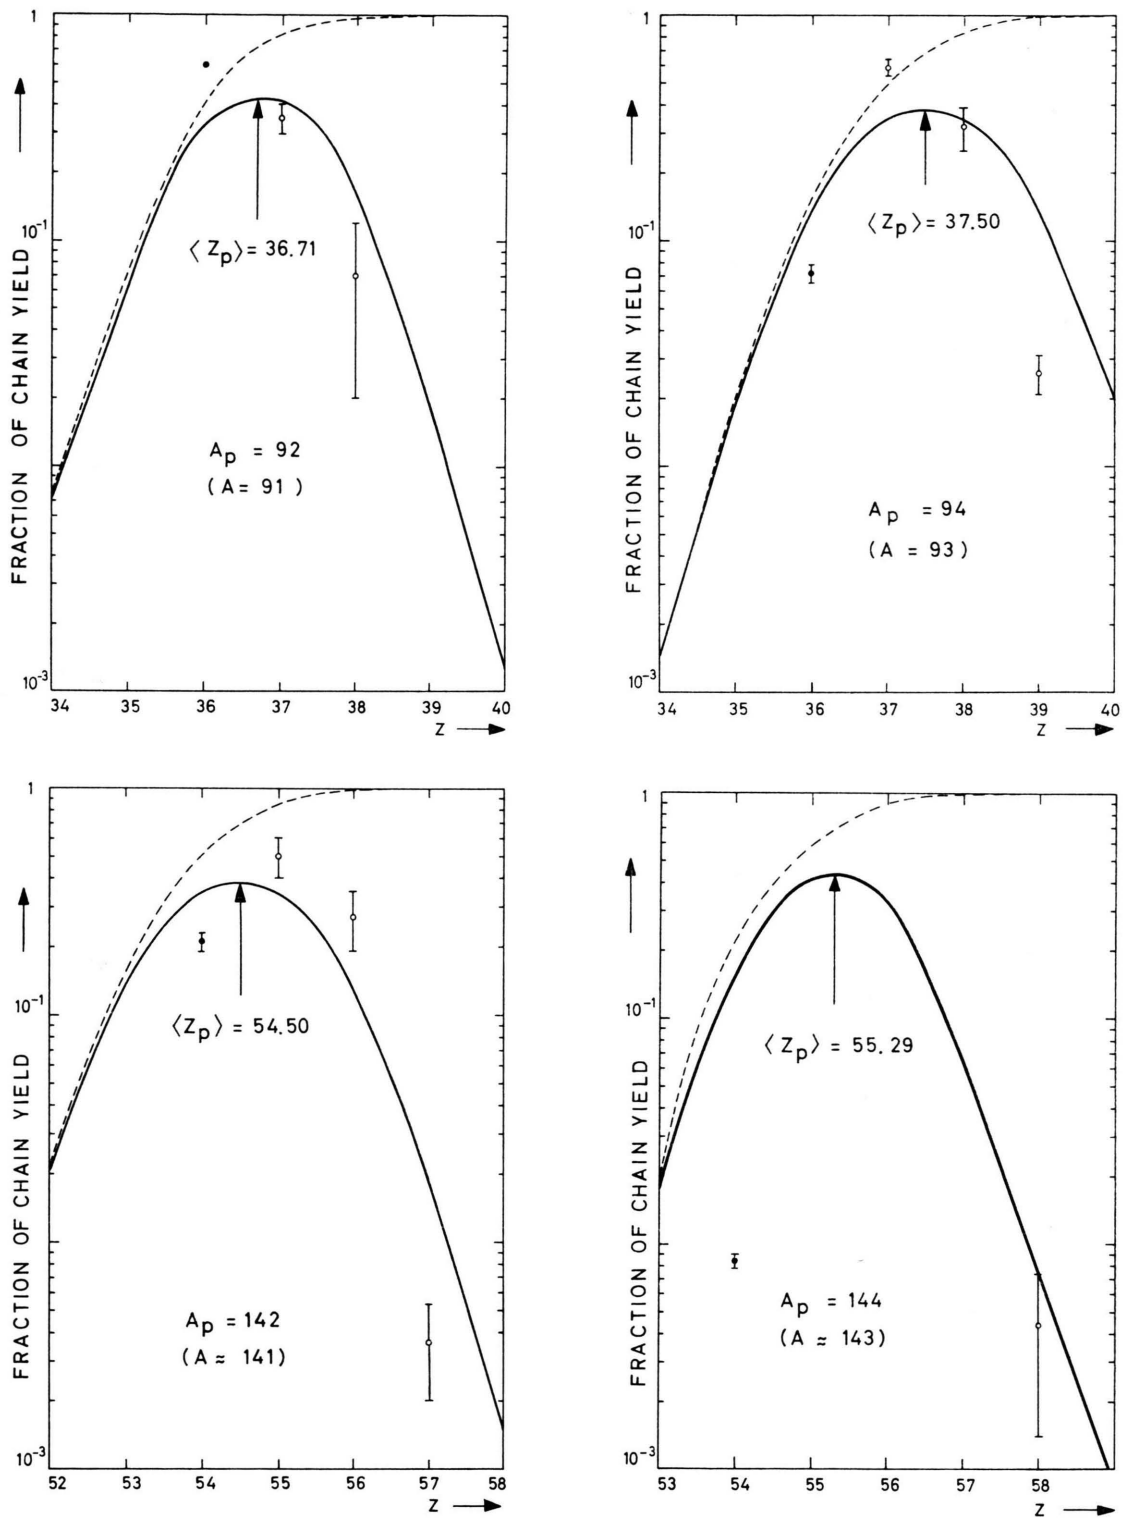 1
10⁻¹
10⁻³
FRACTION OF CHAIN YIELD
⟨Zp⟩ = 36.71
Ap = 92
(A = 91)
34 35 36 37 38 39 40
Z
1
10⁻¹
10⁻³
FRACTION OF CHAIN YIELD
⟨Zp⟩ = 37.50
Ap = 94
(A = 93)
34 35 36 37 38 39 40
Z
1
10⁻¹
10⁻³
FRACTION OF CHAIN YIELD
⟨Zp⟩ = 54.50
Ap = 142
(A ≈ 141)
52 53 54 55 56 57 58
Z
1
10⁻¹
10⁻³
FRACTION OF CHAIN YIELD
⟨Zp⟩ = 55.29
Ap = 144
(A ≈ 143)
53 54 55 56 57 58
Z